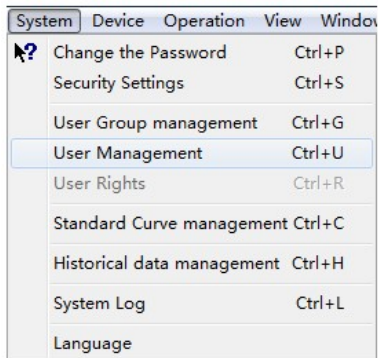 System Device Operation View Window
Change the Password Ctrl+P
Security Settings Ctrl+S
User Group management Ctrl+G
User Management Ctrl+U
User Rights Ctrl+R
Standard Curve management Ctrl+C
Historical data management Ctrl+H
System Log Ctrl+L
Language